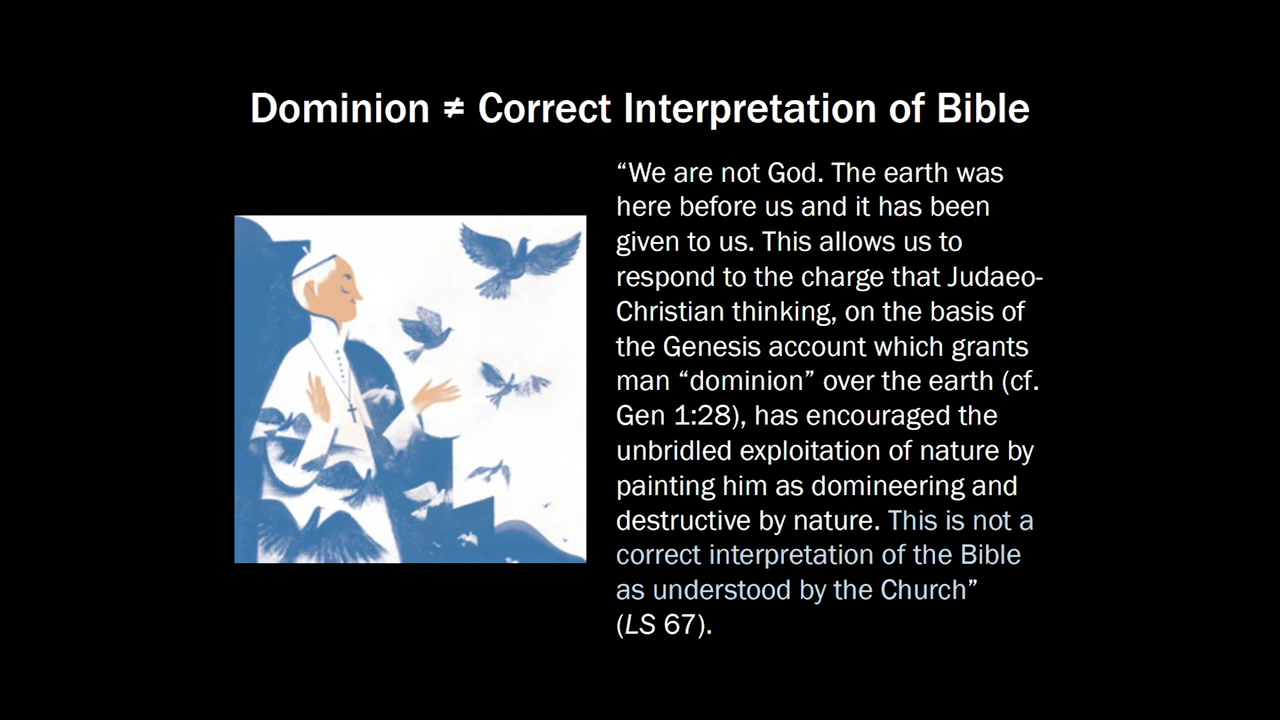 Dominion ≠ Correct Interpretation of Bible
“We are not God. The earth was
here before us and it has been
given to us. This allows us to
respond to the charge that Judaeo-
Christian thinking, on the basis of
the Genesis account which grants
man “dominion” over the earth (cf.
Gen 1:28), has encouraged the
unbridled exploitation of nature by
painting him as domineering and
destructive by nature. This is not a
correct interpretation of the Bible
as understood by the Church”
(LS 67).